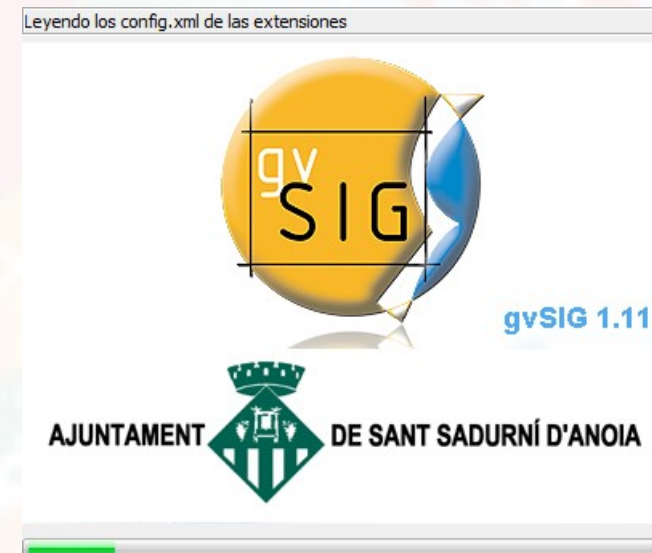 Leyendo los config.xml de las extensiones
gv
SIG
gvSIG 1.11
AJUNTAMENT DE SANT SADURNÍ D'ANOIA